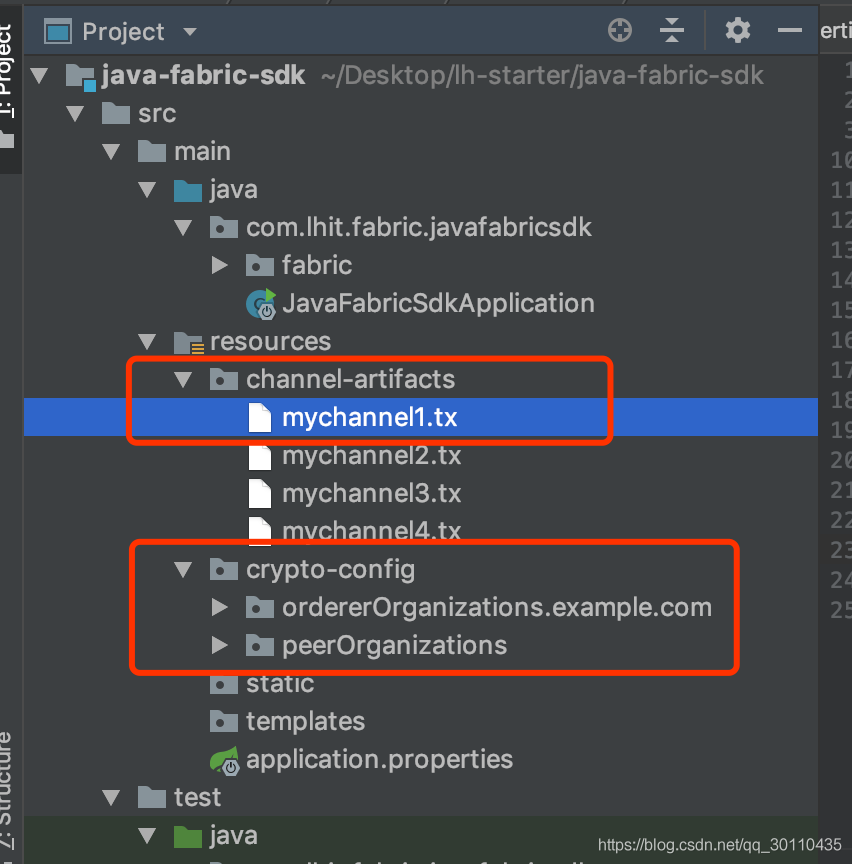 Project
erti
1: Project
java-fabric-sdk ~/Desktop/lh-starter/java-fabric-sdk
src
main
java
com.lhit.fabric.javafabricsdk
fabric
JavaFabricSdkApplication
resources
channel-artifacts
mychannel1.tx
mychannel2.tx
mychannel3.tx
mychannel4.tx
crypto-config
ordererOrganizations.example.com
peerOrganizations
static
templates
application.properties
test
java
Z: Structure
1
2
3
10
11
12
13
14
15
16
17
18
19
20
21
22
23
24
25
https://blog.csdn.net/qq_30110435